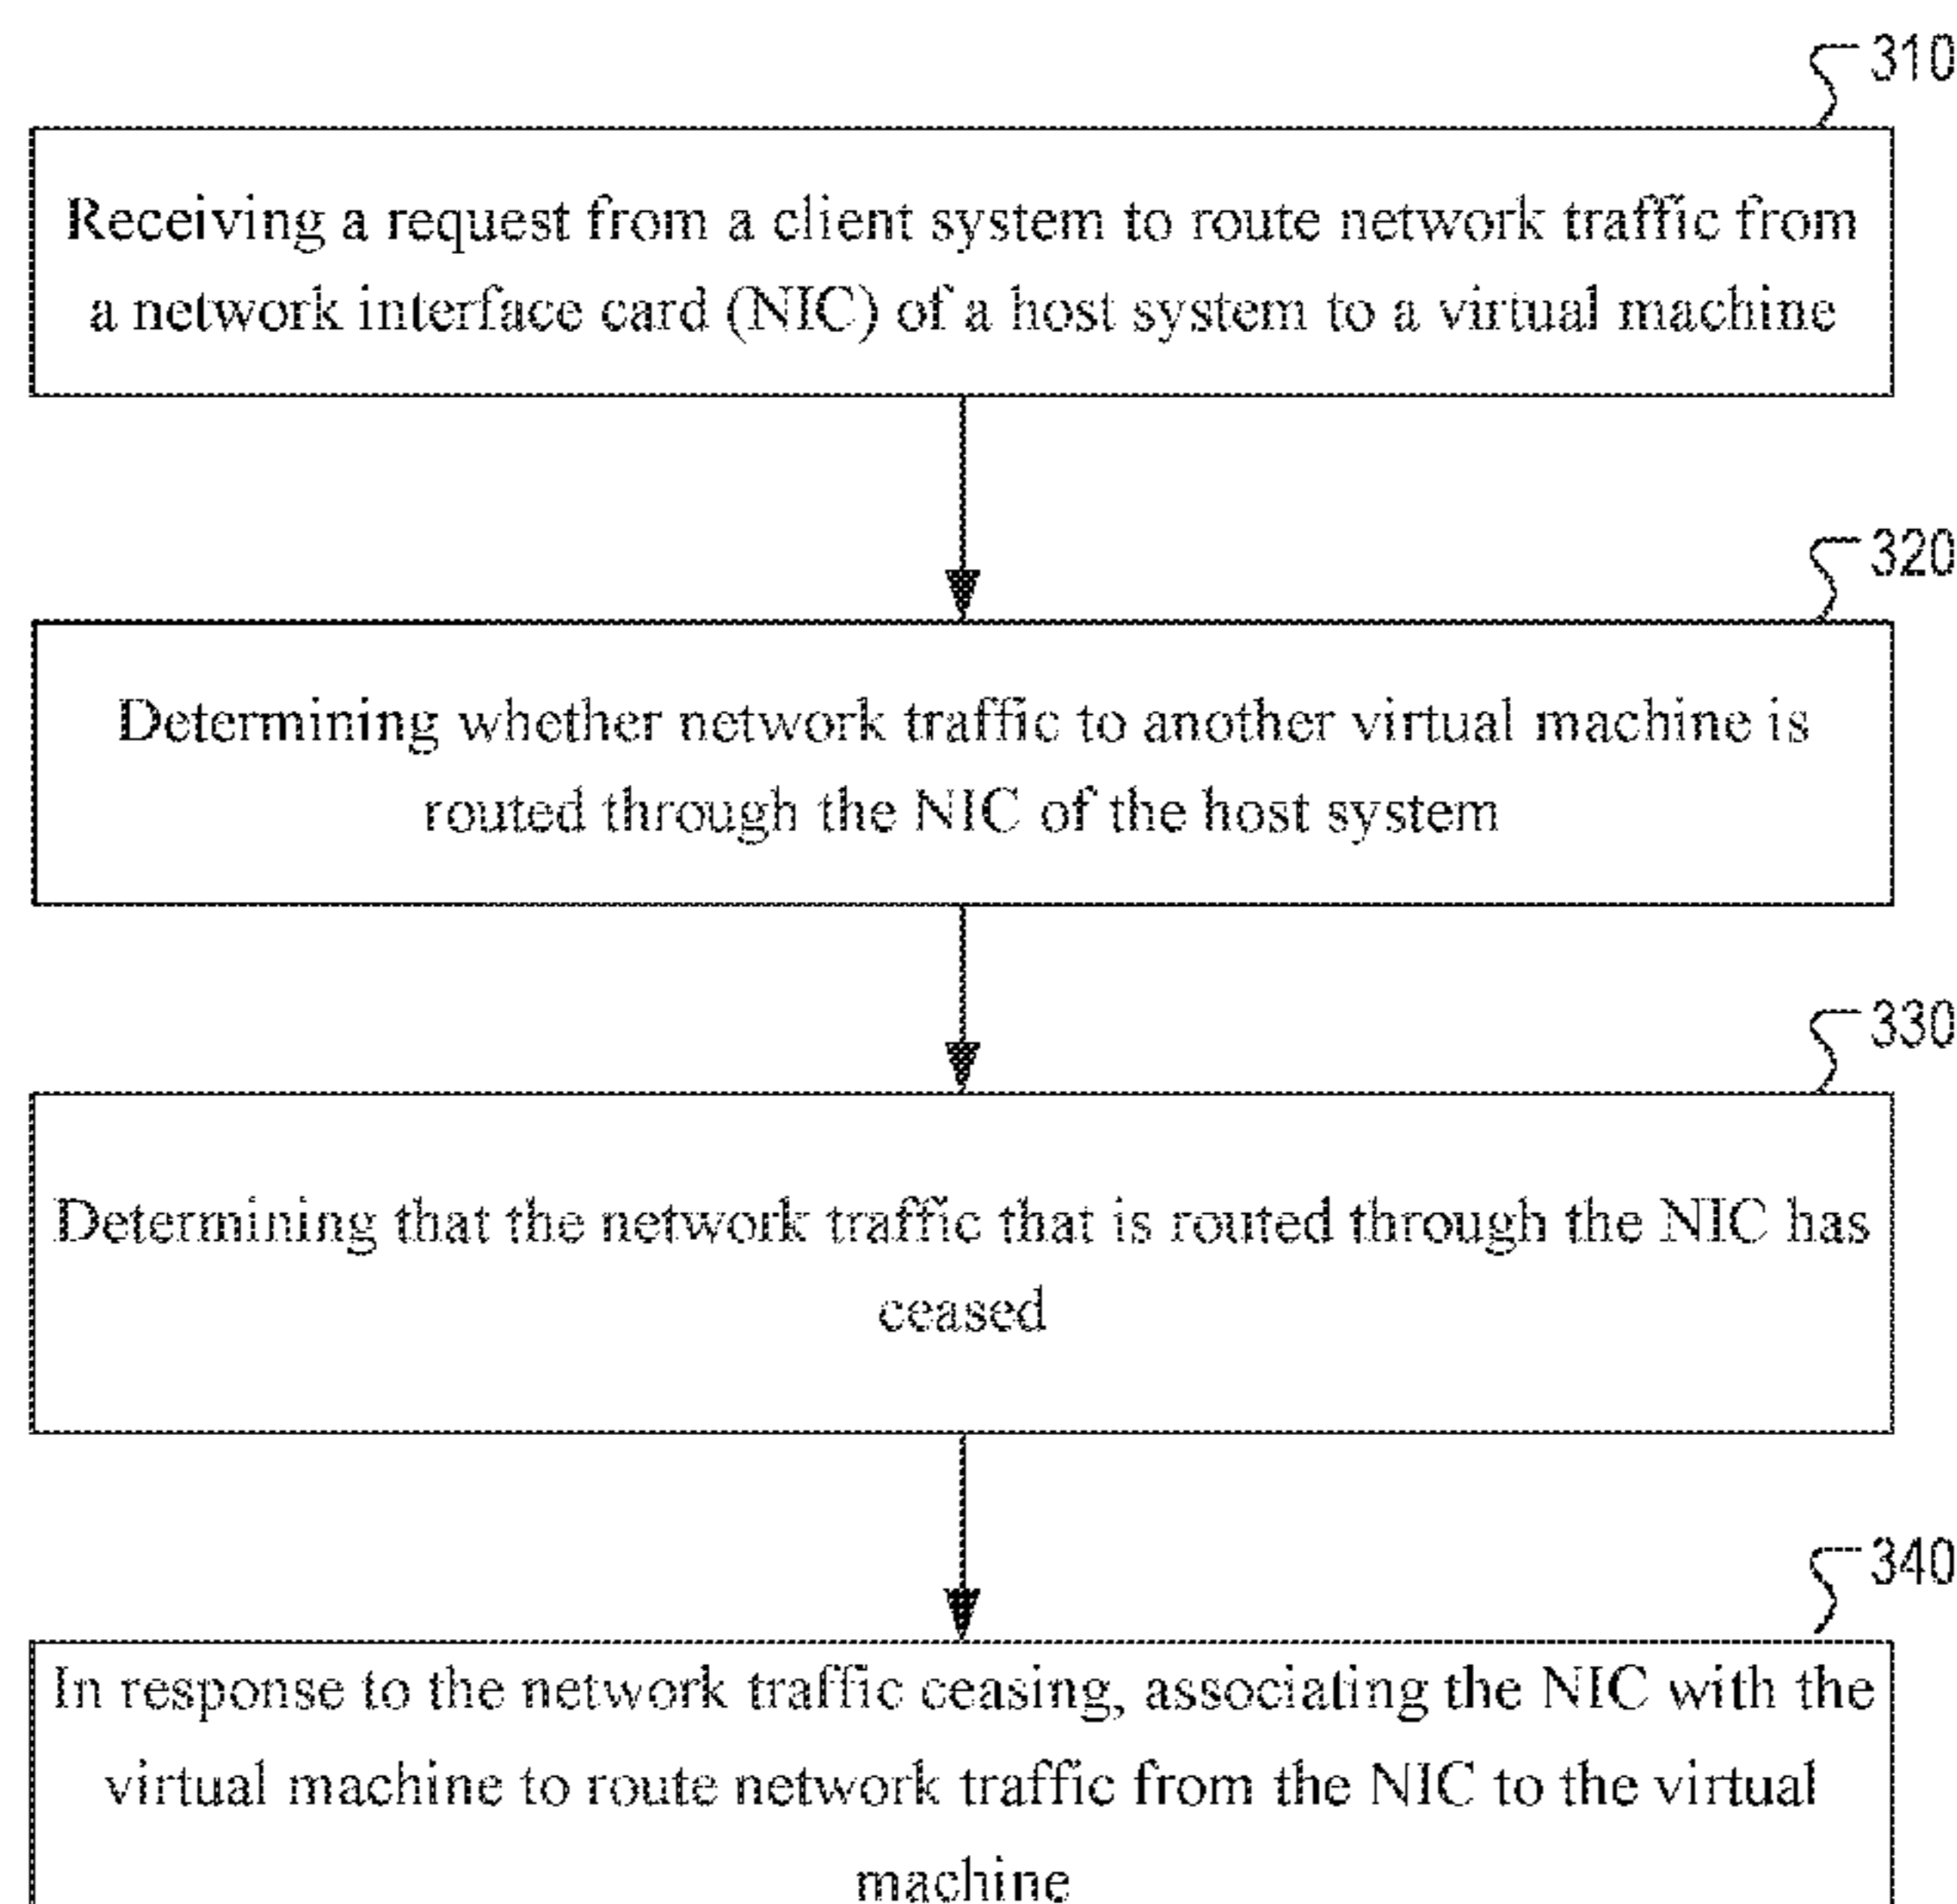 310
Receiving a request from a client system to route network traffic from
a network interface card (NIC) of a host system to a virtual machine
320
Determining whether network traffic to another virtual machine is
routed through the NIC of the host system
330
Determining that the network traffic that is routed through the NIC has
ceased
340
In response to the network traffic ceasing, associating the NIC with the
virtual machine to route network traffic from the NIC to the virtual
machine